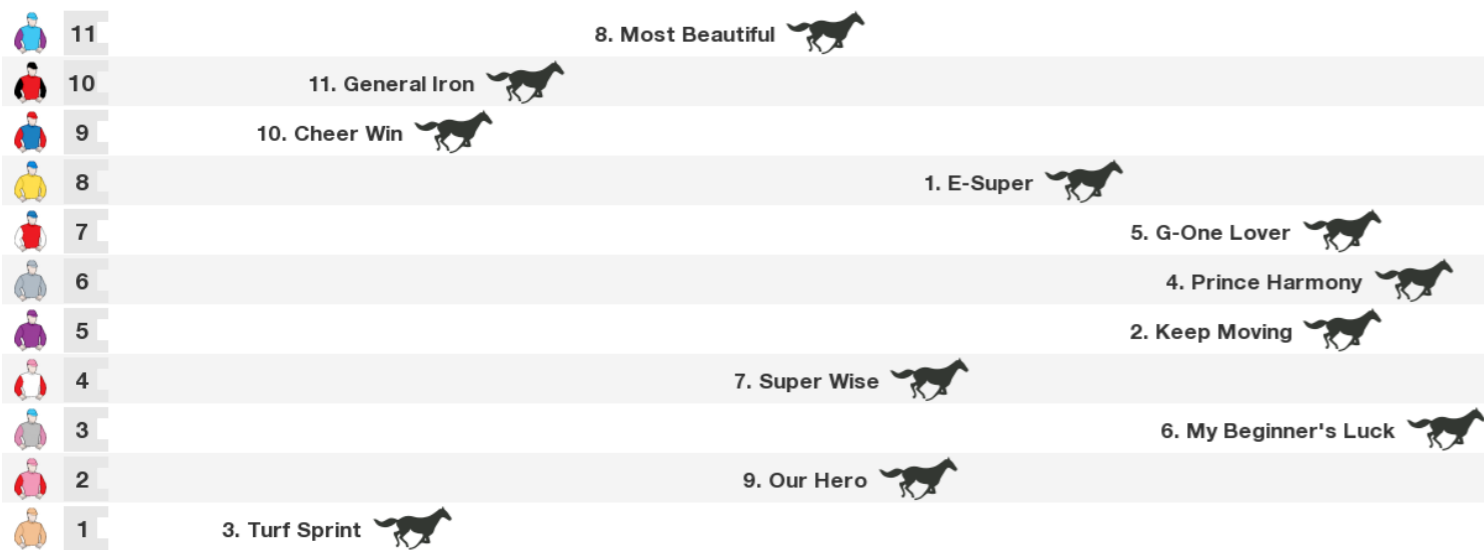 11 8. Most Beautiful
10 11. General Iron
9 10. Cheer Win
8 1. E-Super
7 5. G-One Lover
6 4. Prince Harmony
5 2. Keep Moving
4 7. Super Wise
3 6. My Beginner's Luck
2 9. Our Hero
1 3. Turf Sprint